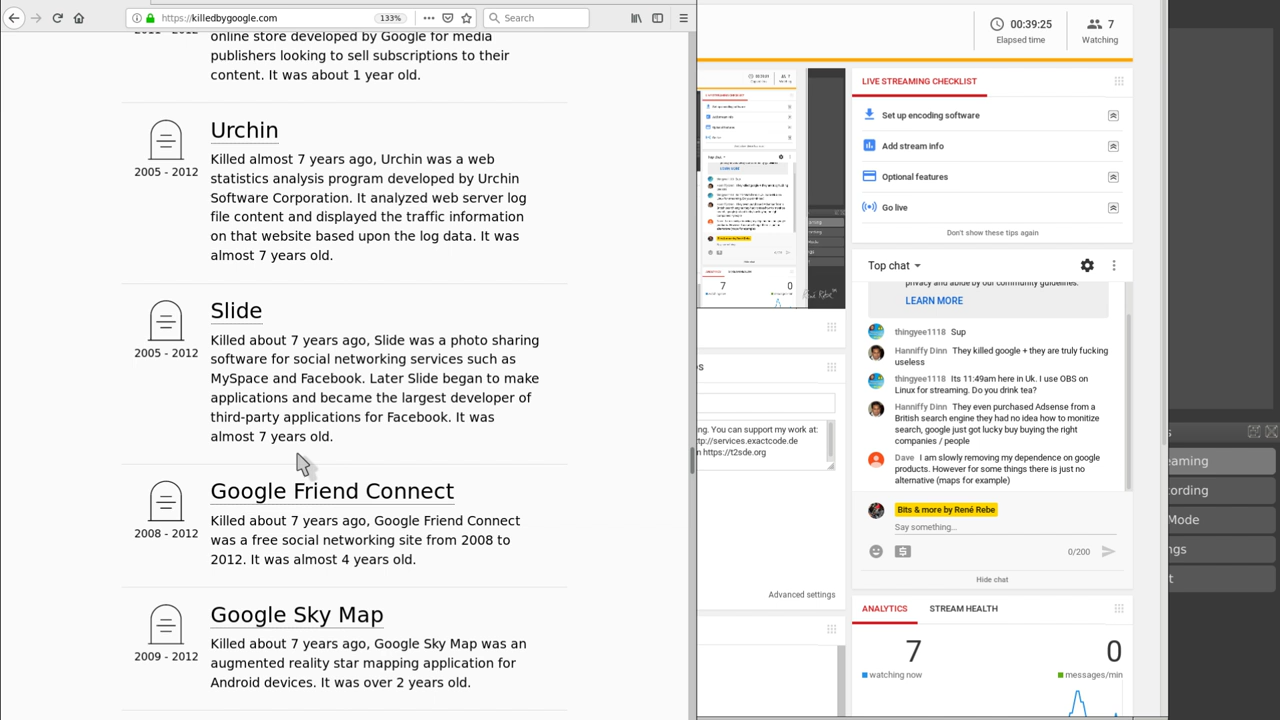 https://killedbygoogle.com
133%
Search
online store developed by Google for media
publishers looking to sell subscriptions to their
content. It was about 1 year old.
Urchin
2005 - 2012
Killed almost 7 years ago, Urchin was a web
statistics analysis program developed by Urchin
Software Corporation. It analyzed web server log
file content and displayed the traffic information
on that website based upon the log data. It was
almost 7 years old.
Slide
2005 - 2012
Killed about 7 years ago, Slide was a photo sharing
software for social networking services such as
MySpace and Facebook. Later Slide began to make
applications and became the largest developer of
third-party applications for Facebook. It was
almost 7 years old.
Google Friend Connect
2008 - 2012
Killed about 7 years ago, Google Friend Connect
was a free social networking site from 2008 to
2012. It was almost 4 years old.
Google Sky Map
2009 - 2012
Killed about 7 years ago, Google Sky Map was an
augmented reality star mapping application for
Android devices. It was over 2 years old.
00:39:25
Elapsed time
7
Watching
LIVE STREAMING CHECKLIST
Set up encoding software
Add stream info
Optional features
Go live
Don't show these tips again
Top chat
privacy and abide by our community guidelines.
LEARN MORE
thingyee1118 Sup
Hanniffy Dinn They killed google + they are truly fucking
useless
thingyee1118 Its 11:49am here in Uk. I use OBS on
Linux for streaming. Do you drink tea?
Hanniffy Dinn They even purchased Adsense from a
British search engine they had no idea how to monitize
search, google just got lucky buy buying the right
companies / people
Dave I am slowly removing my dependence on google
products. However for some things there is just no
alternative (maps for example)
Bits & more by René Rebe
Say something...
0/200
Hide chat
ANALYTICS
STREAM HEALTH
7
watching now
0
messages/min
ng. You can support my work at:
ttp://services.exactcode.de
n https://t2sde.org
Advanced settings
Top chat
7
0
René Rebe
eaming
cording
Mode
ngs
t